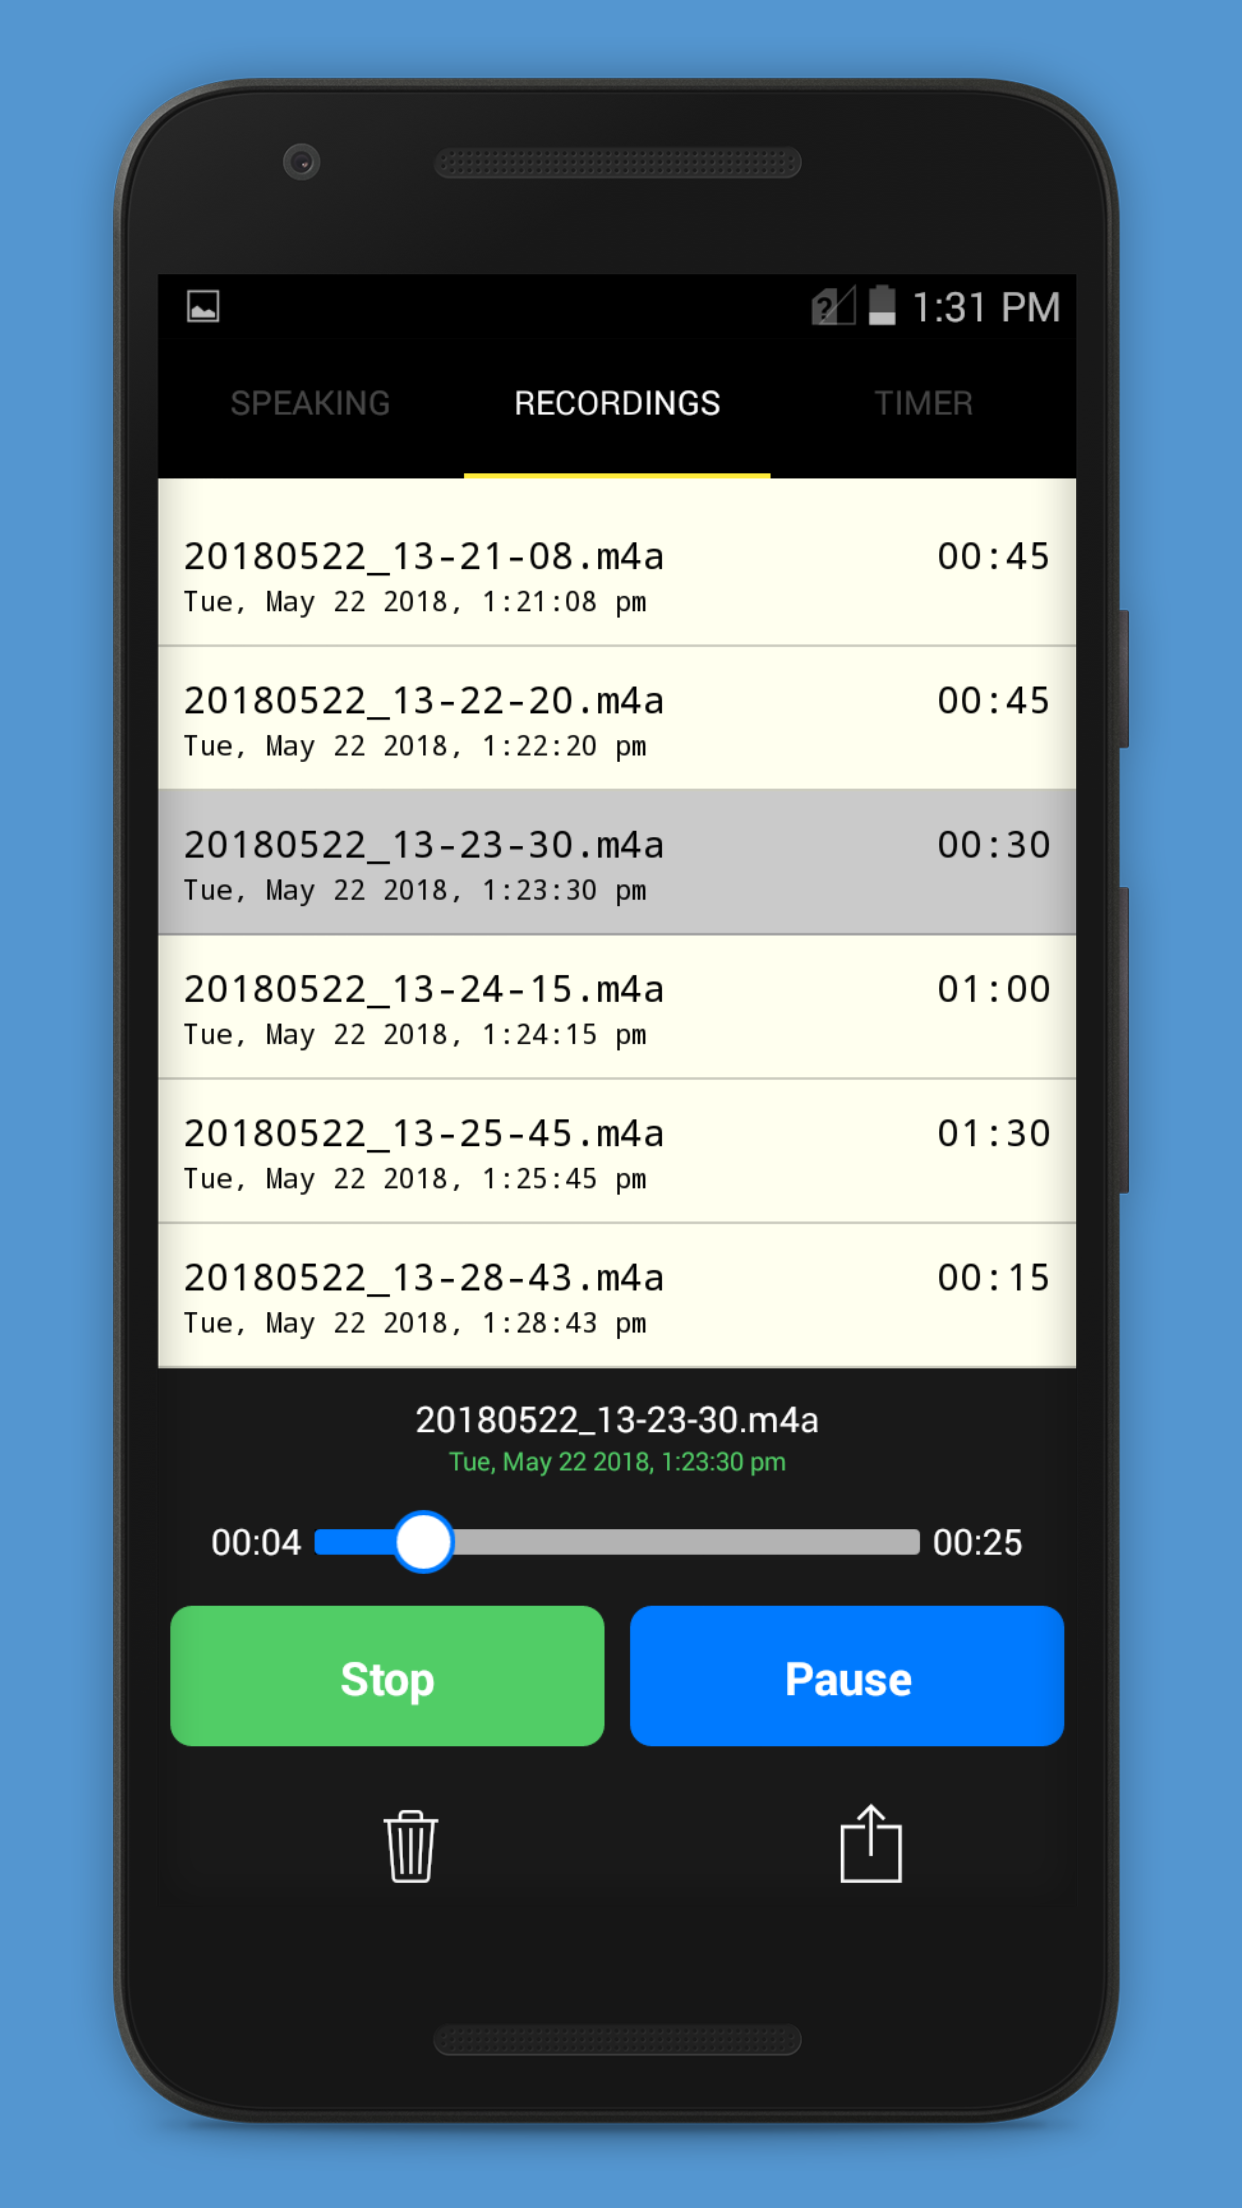 1:31 PM
SPEAKING RECORDINGS TIMER
20180522_13-21-08.m4a 00:45
Tue, May 22 2018, 1:21:08 pm
20180522_13-22-20.m4a 00:45
Tue, May 22 2018, 1:22:20 pm
20180522_13-23-30.m4a 00:30
Tue, May 22 2018, 1:23:30 pm
20180522_13-24-15.m4a 01:00
Tue, May 22 2018, 1:24:15 pm
20180522_13-25-45.m4a 01:30
Tue, May 22 2018, 1:25:45 pm
20180522_13-28-43.m4a 00:15
Tue, May 22 2018, 1:28:43 pm
20180522_13-23-30.m4a
Tue, May 22 2018, 1:23:30 pm
00:04 00:25
Stop Pause